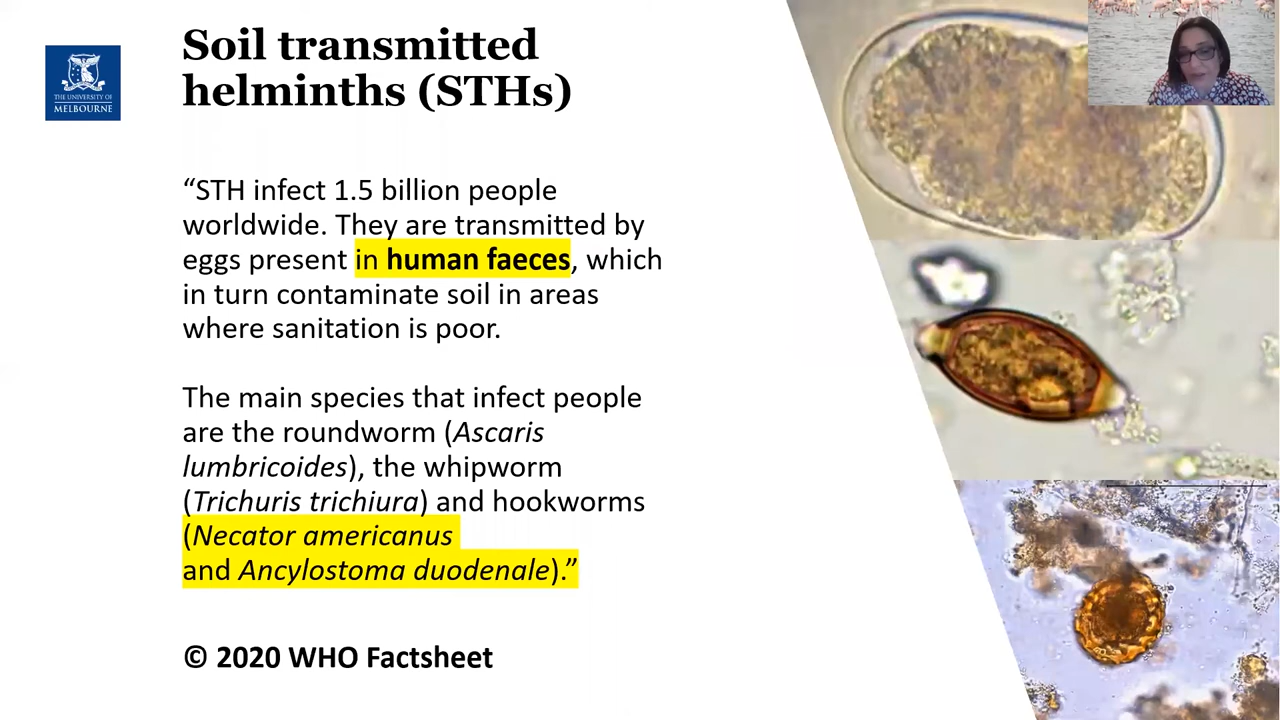 Soil transmitted
helminths (STHs)
THE UNIVERSITY OF
MELBOURNE
“STH infect 1.5 billion people
worldwide. They are transmitted by
eggs present in human faeces, which
in turn contaminate soil in areas
where sanitation is poor.
The main species that infect people
are the roundworm (Ascaris
lumbricoides), the whipworm
(Trichuris trichiura) and hookworms
(Necator americanus
and Ancylostoma duodenale).”
© 2020 WHO Factsheet